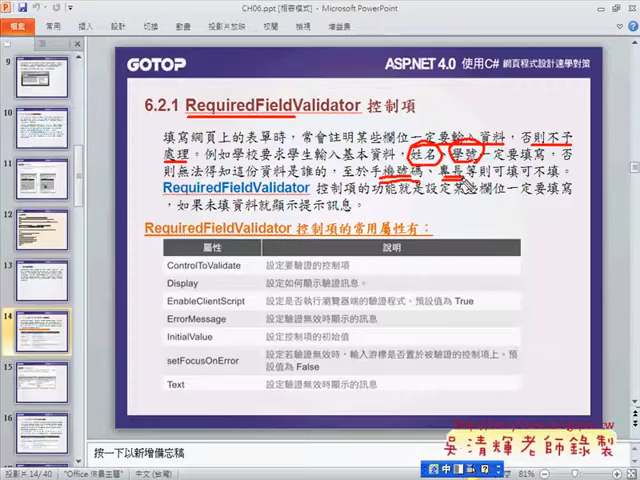 CH06.ppt [相容模式] - Microsoft PowerPoint
檔案 常用 插入 設計 切換 動畫 投影片放映 校閱 檢視 增益集
9
10
11
12
13
14
15
16
GOTOP
ASP.NET 4.0 使用C# 網頁程式設計速學對策
6.2.1 RequiredFieldValidator 控制項
填寫網頁上的表單時，常會註明某些欄位一定要輸入資料，否則不予
處理。例如學校要求學生輸入基本資料，姓名、學號一定要填寫，否
則無法得知這份資料是誰的，至於手機號碼、專長等則可填可不填。
RequiredFieldValidator 控制項的功能就是設定某些欄位一定要填寫
，如果未填資料就顯示提示訊息。
RequiredFieldValidator 控制項的常用屬性有：
屬性 說明
ControlToValidate 設定要驗證的控制項
Display 設定如何顯示驗證訊息。
EnableClientScript 設定是否執行瀏覽器端的驗證程式。預設值為 True
ErrorMessage 設定驗證無效時顯示的訊息
InitialValue 設定控制項的初始值
setFocusOnError 設定若驗證無效時，輸入游標是否置於被驗證的控制項上。預
設值為 False
Text 設定驗證無效時顯示的訊息
吳清輝老師錄製
按一下以新增備忘稿
投影片 14/40 "Office 佈景主題" 中文(台灣) 81%